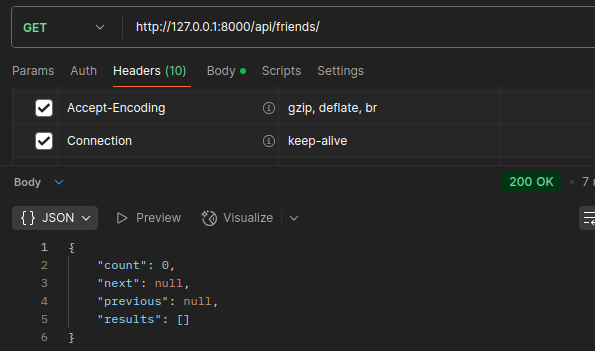 GET http://127.0.0.1:8000/api/friends/
Params Auth Headers (10) Body Scripts Settings
Accept-Encoding gzip, deflate, br
Connection keep-alive
Body 200 OK 7
{ } JSON Preview Visualize
1 {
2 "count": 0,
3 "next": null,
4 "previous": null,
5 "results": []
6 }